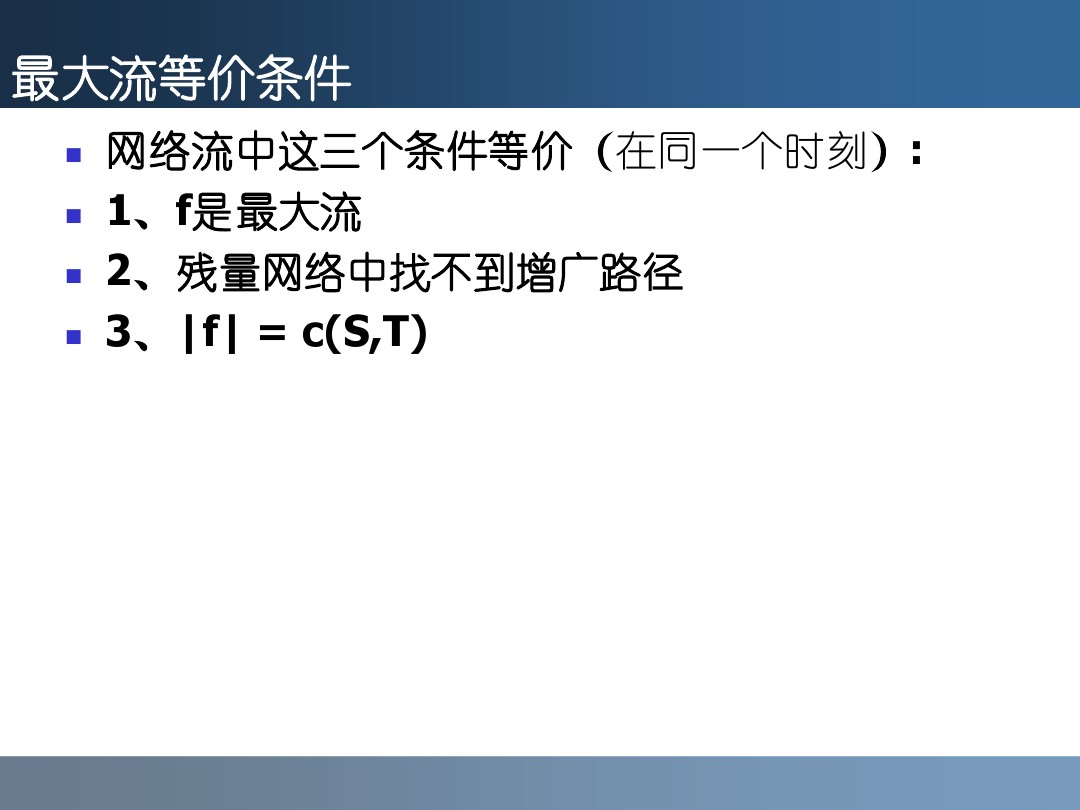 最大流等价条件
网络流中这三个条件等价（在同一个时刻）:
1、f是最大流
2、残量网络中找不到增广路径
3、|f| = c(S,T)